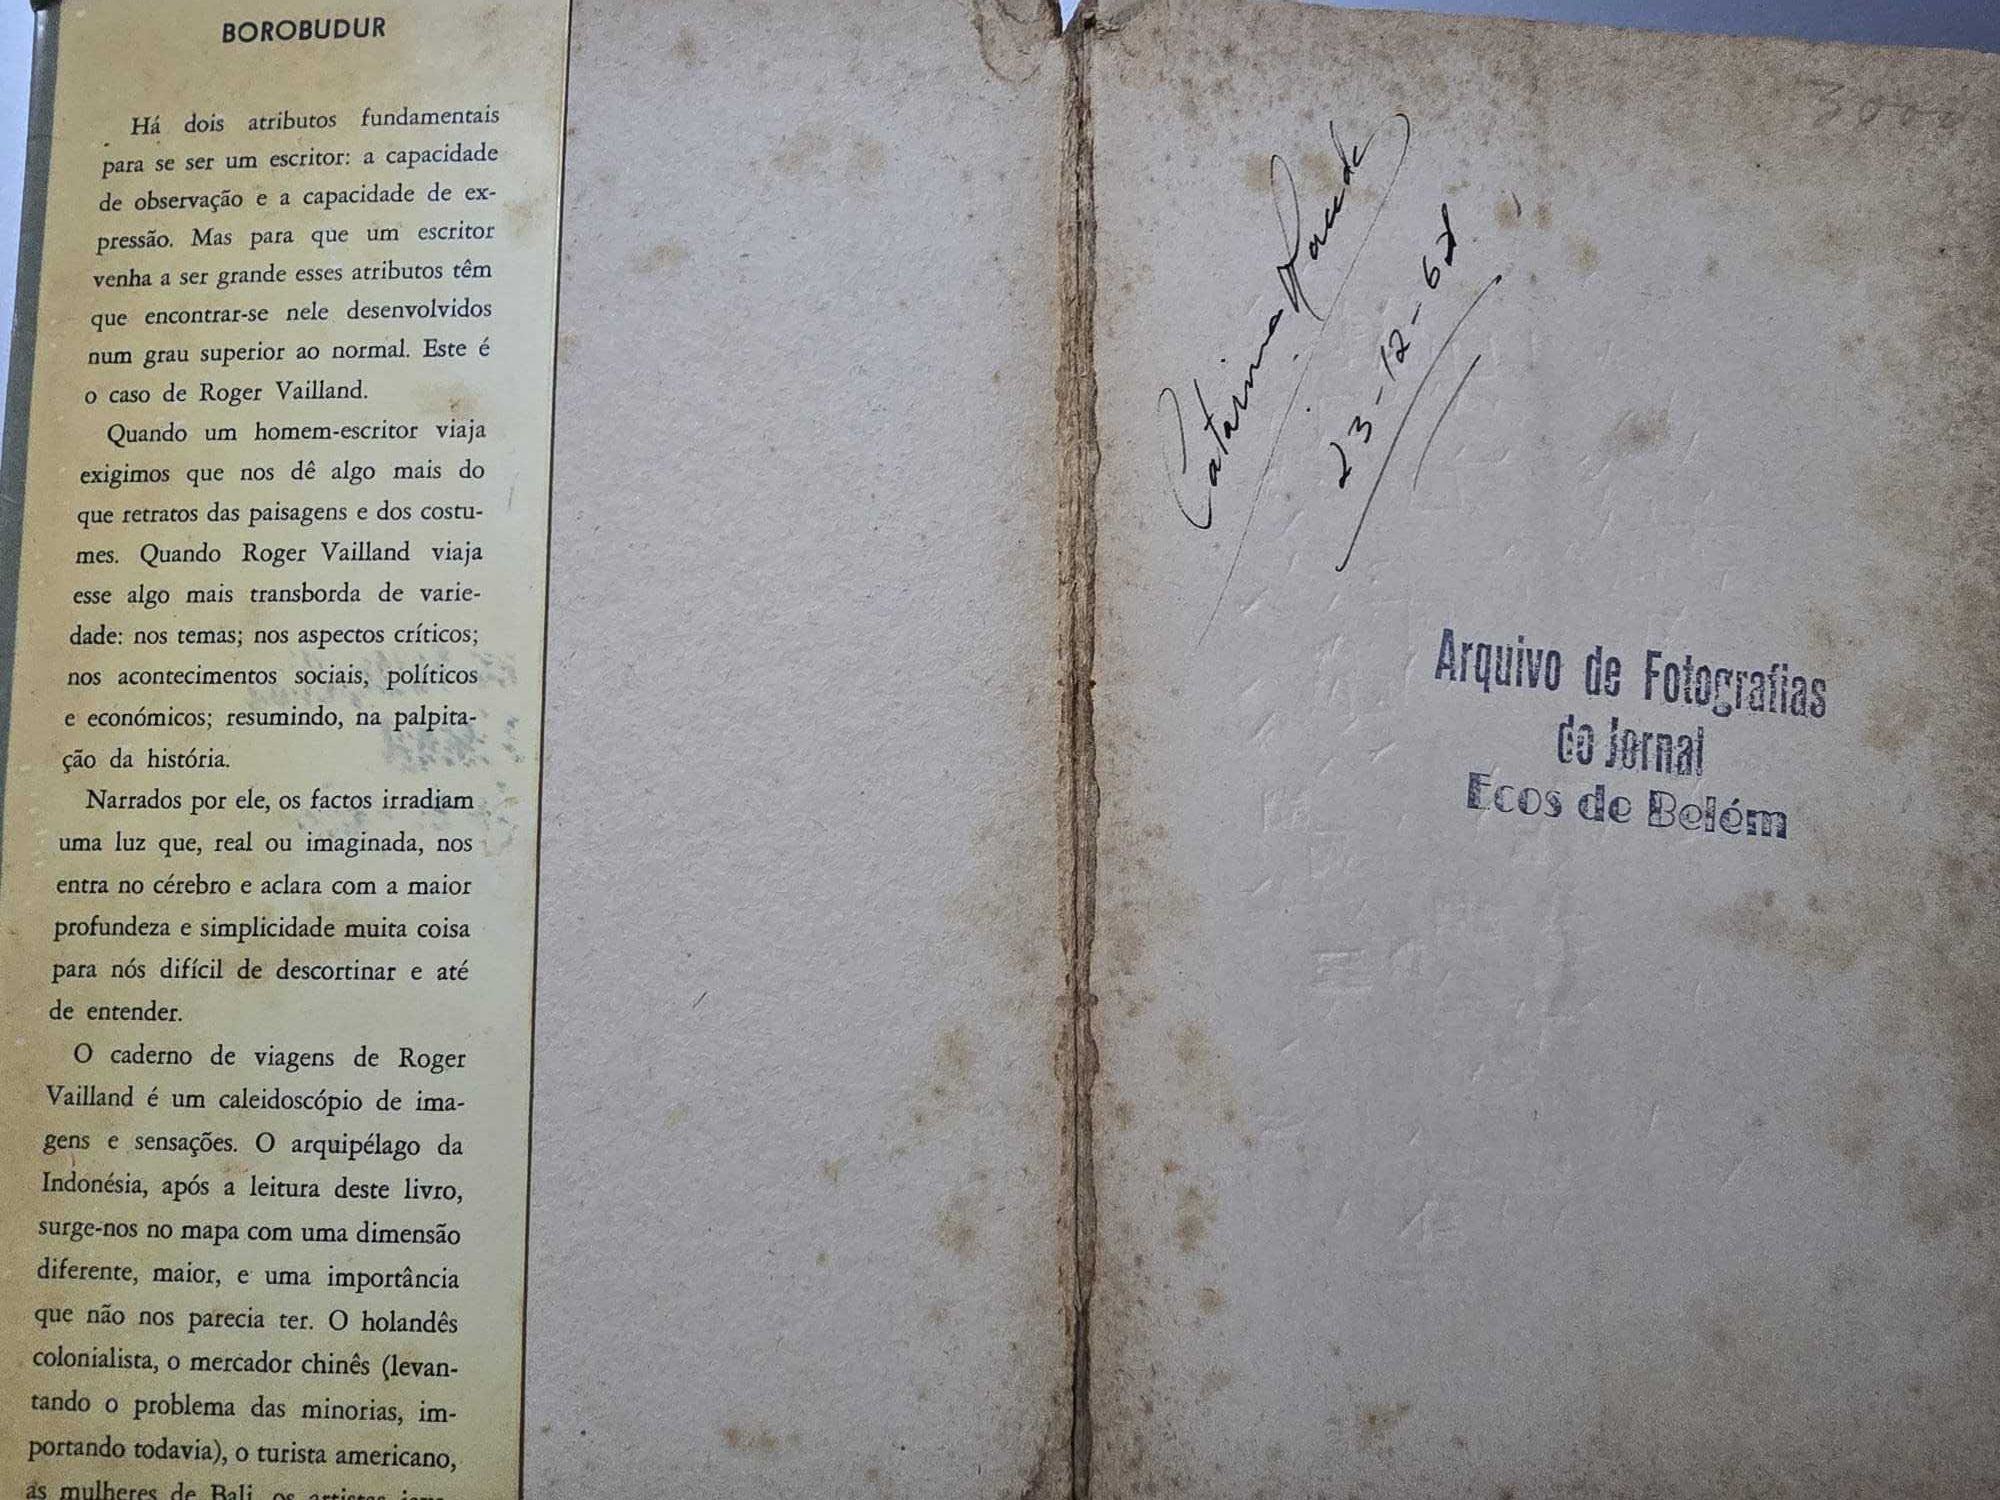 BOROBUDUR
Há dois atributos fundamentais
para se ser um escritor: a capacidade
de observação e a capacidade de ex-
pressão. Mas para que um escritor
venha a ser grande esses atributos têm
que encontrar-se nele desenvolvidos
num grau superior ao normal. Este é
o caso de Roger Vailland.
Quando um homem-escritor viaja
exigimos que nos dê algo mais do
que retratos das paisagens e dos costu-
mes. Quando Roger Vailland viaja
esse algo mais transborda de varie-
dade: nos temas; nos aspectos críticos;
nos acontecimentos sociais, políticos
e económicos; resumindo, na palpita-
ção da história.
Narrados por ele, os factos irradiam
uma luz que, real ou imaginada, nos
entra no cérebro e aclara com a maior
profundeza e simplicidade muita coisa
para nós difícil de descortinar e até
de entender.
O caderno de viagens de Roger
Vailland é um caleidoscópio de ima-
gens e sensações. O arquipélago da
Indonésia, após a leitura deste livro,
surge-nos no mapa com uma dimensão
diferente, maior, e uma importância
que não nos parecia ter. O holandês
colonialista, o mercador chinês (levan-
tando o problema das minorias, im-
portando todavia), o turista americano,
as mulheres de Bali, os artistas
Catarina
23-12-62
Arquivo de Fotografias
do Jornal
Ecos de Belém